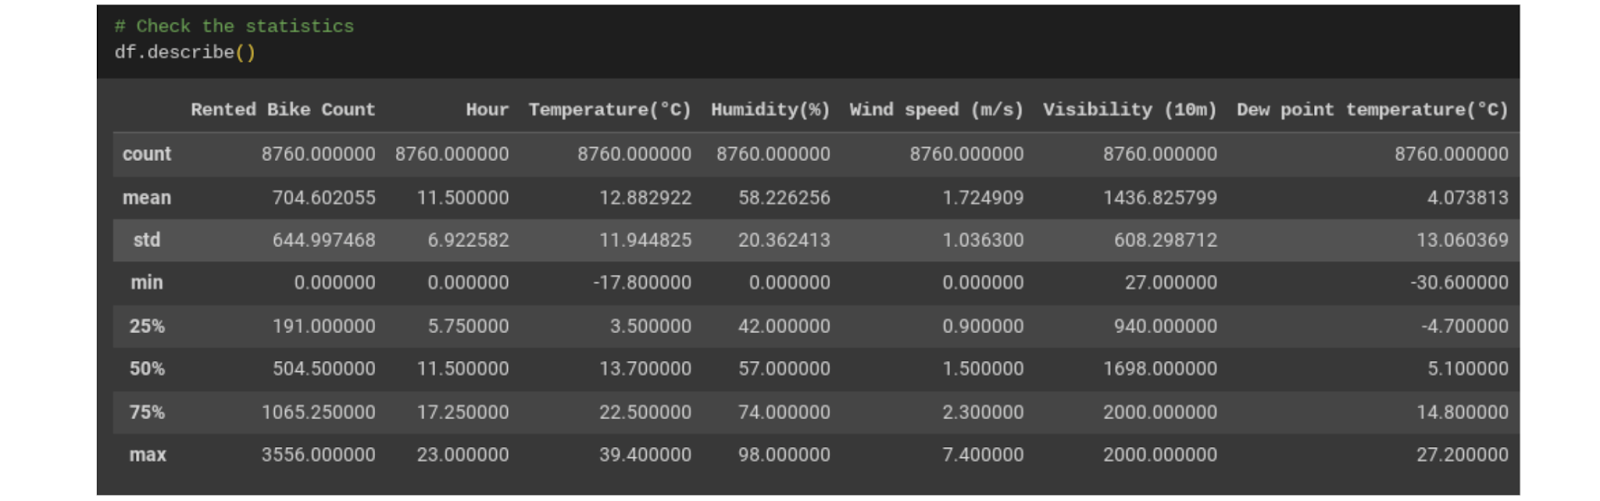 # Check the statistics
df.describe()
Rented Bike Count Hour Temperature(°C) Humidity(%) Wind speed (m/s) Visibility (10m) Dew point temperature(°C)
count 8760.000000 8760.000000 8760.000000 8760.000000 8760.000000 8760.000000 8760.000000
mean 704.602055 11.500000 12.882922 58.226256 1.724909 1436.825799 4.073813
std 644.997468 6.922582 11.944825 20.362413 1.036300 608.298712 13.060369
min 0.000000 0.000000 -17.800000 0.000000 0.000000 27.000000 -30.600000
25% 191.000000 5.750000 3.500000 42.000000 0.900000 940.000000 -4.700000
50% 504.500000 11.500000 13.700000 57.000000 1.500000 1698.000000 5.100000
75% 1065.250000 17.250000 22.500000 74.000000 2.300000 2000.000000 14.800000
max 3556.000000 23.000000 39.400000 98.000000 7.400000 2000.000000 27.200000